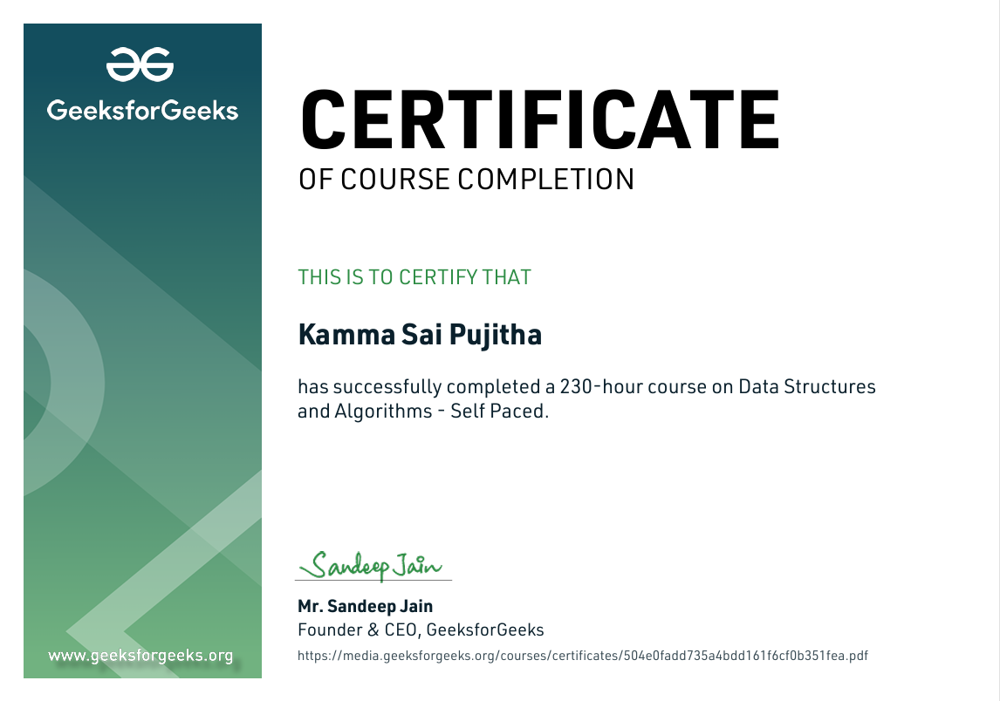 GeeksforGeeks
CERTIFICATE
OF COURSE COMPLETION
THIS IS TO CERTIFY THAT
Kamma Sai Pujitha
has successfully completed a 230-hour course on Data Structures
and Algorithms - Self Paced.
Sandeep Jain
Mr. Sandeep Jain
Founder & CEO, GeeksforGeeks
https://media.geeksforgeeks.org/courses/certificates/504e0fadd735a4bdd161f6cf0b351fea.pdf
www.geeksforgeeks.org